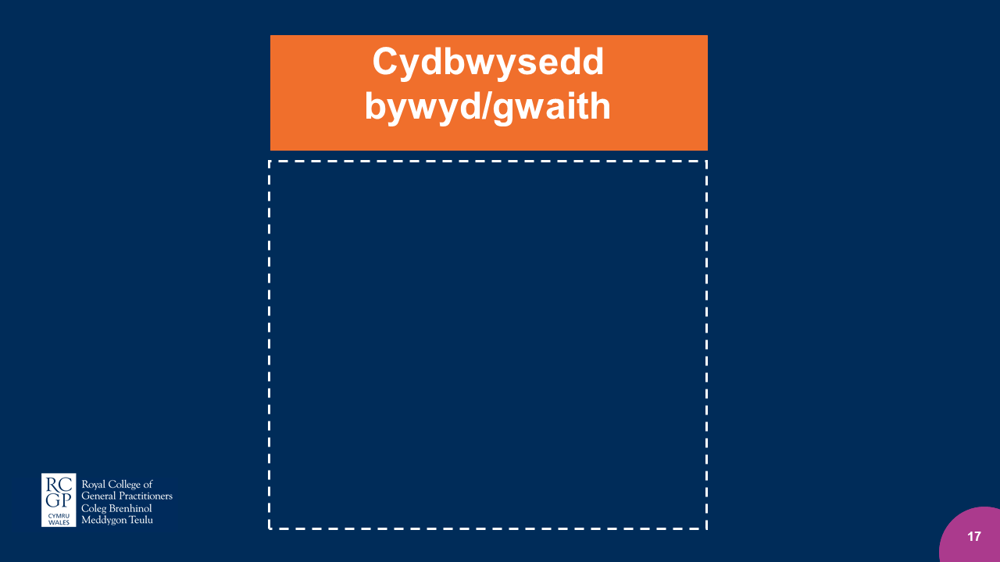 Cydbwysedd
bywyd/gwaith
RC
GP
CYMRU
WALES
Royal College of
General Practitioners
Coleg Brenhinol
Meddygon Teulu
17